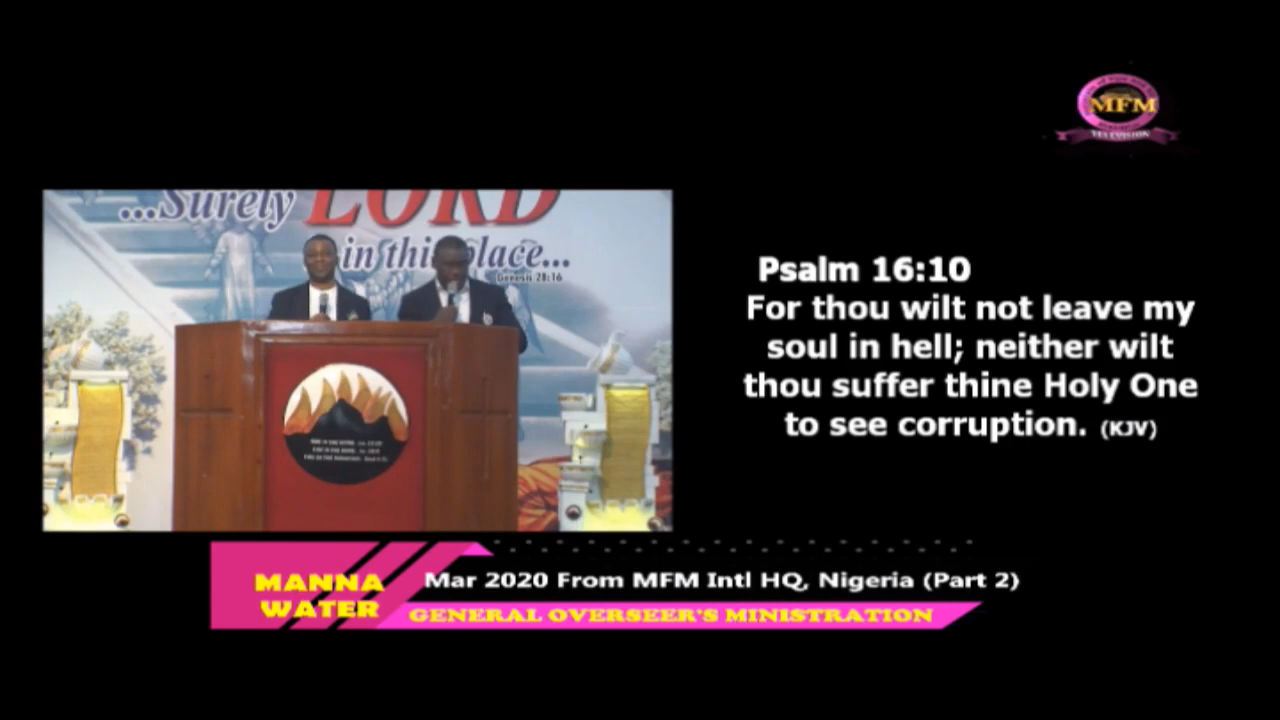 MFM
TELEVISION
...Surely LORD
in this place...
Genesis 28:16
Psalm 16:10
For thou wilt not leave my
soul in hell; neither wilt
thou suffer thine Holy One
to see corruption. (KJV)
MANNA
WATER
Mar 2020 From MFM Intl HQ, Nigeria (Part 2)
GENERAL OVERSEER'S MINISTRATION